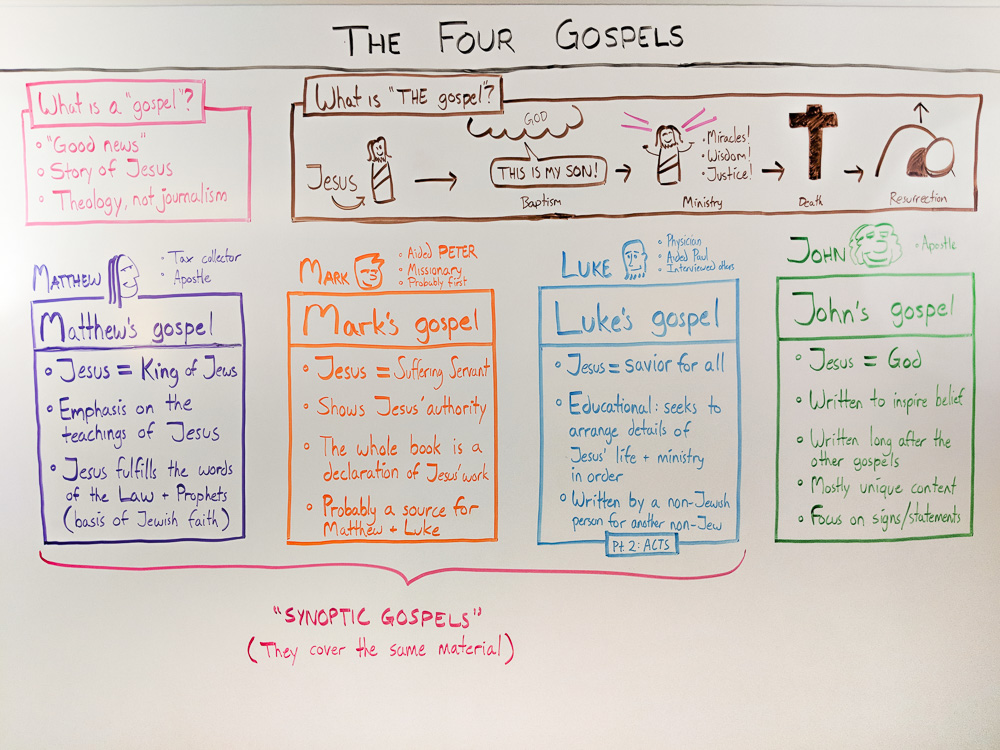 THE FOUR GOSPELS
What is a "gospel"?
• "Good news"
• Story of Jesus
• Theology, not journalism
What is "THE gospel"?
Jesus
GOD
THIS IS MY SON!
Baptism
• Miracles!
• Wisdom!
• Justice!
Ministry
Death
Resurrection
MATTHEW
• Tax collector
• Apostle
Matthew's gospel
• Jesus = King of Jews
• Emphasis on the
teachings of Jesus
• Jesus fulfills the words
of the Law + Prophets
(basis of Jewish faith)
MARK
• Aided PETER
• Missionary
• Probably first
Mark's gospel
• Jesus = Suffering Servant
• Shows Jesus' authority
• The whole book is a
declaration of Jesus' work
• Probably a source for
Matthew + Luke
LUKE
• Physician
• Aided Paul
• Interviewed others
Luke's gospel
• Jesus = savior for all
• Educational: seeks to
arrange details of
Jesus' life + ministry
in order
• Written by a non-Jewish
person for another non-Jew
Pt. 2: ACTS
JOHN
• Apostle
John's gospel
• Jesus = God
• Written to inspire belief
• Written long after the
other gospels
• Mostly unique content
• Focus on signs/statements
"SYNOPTIC GOSPELS"
(They cover the same material)